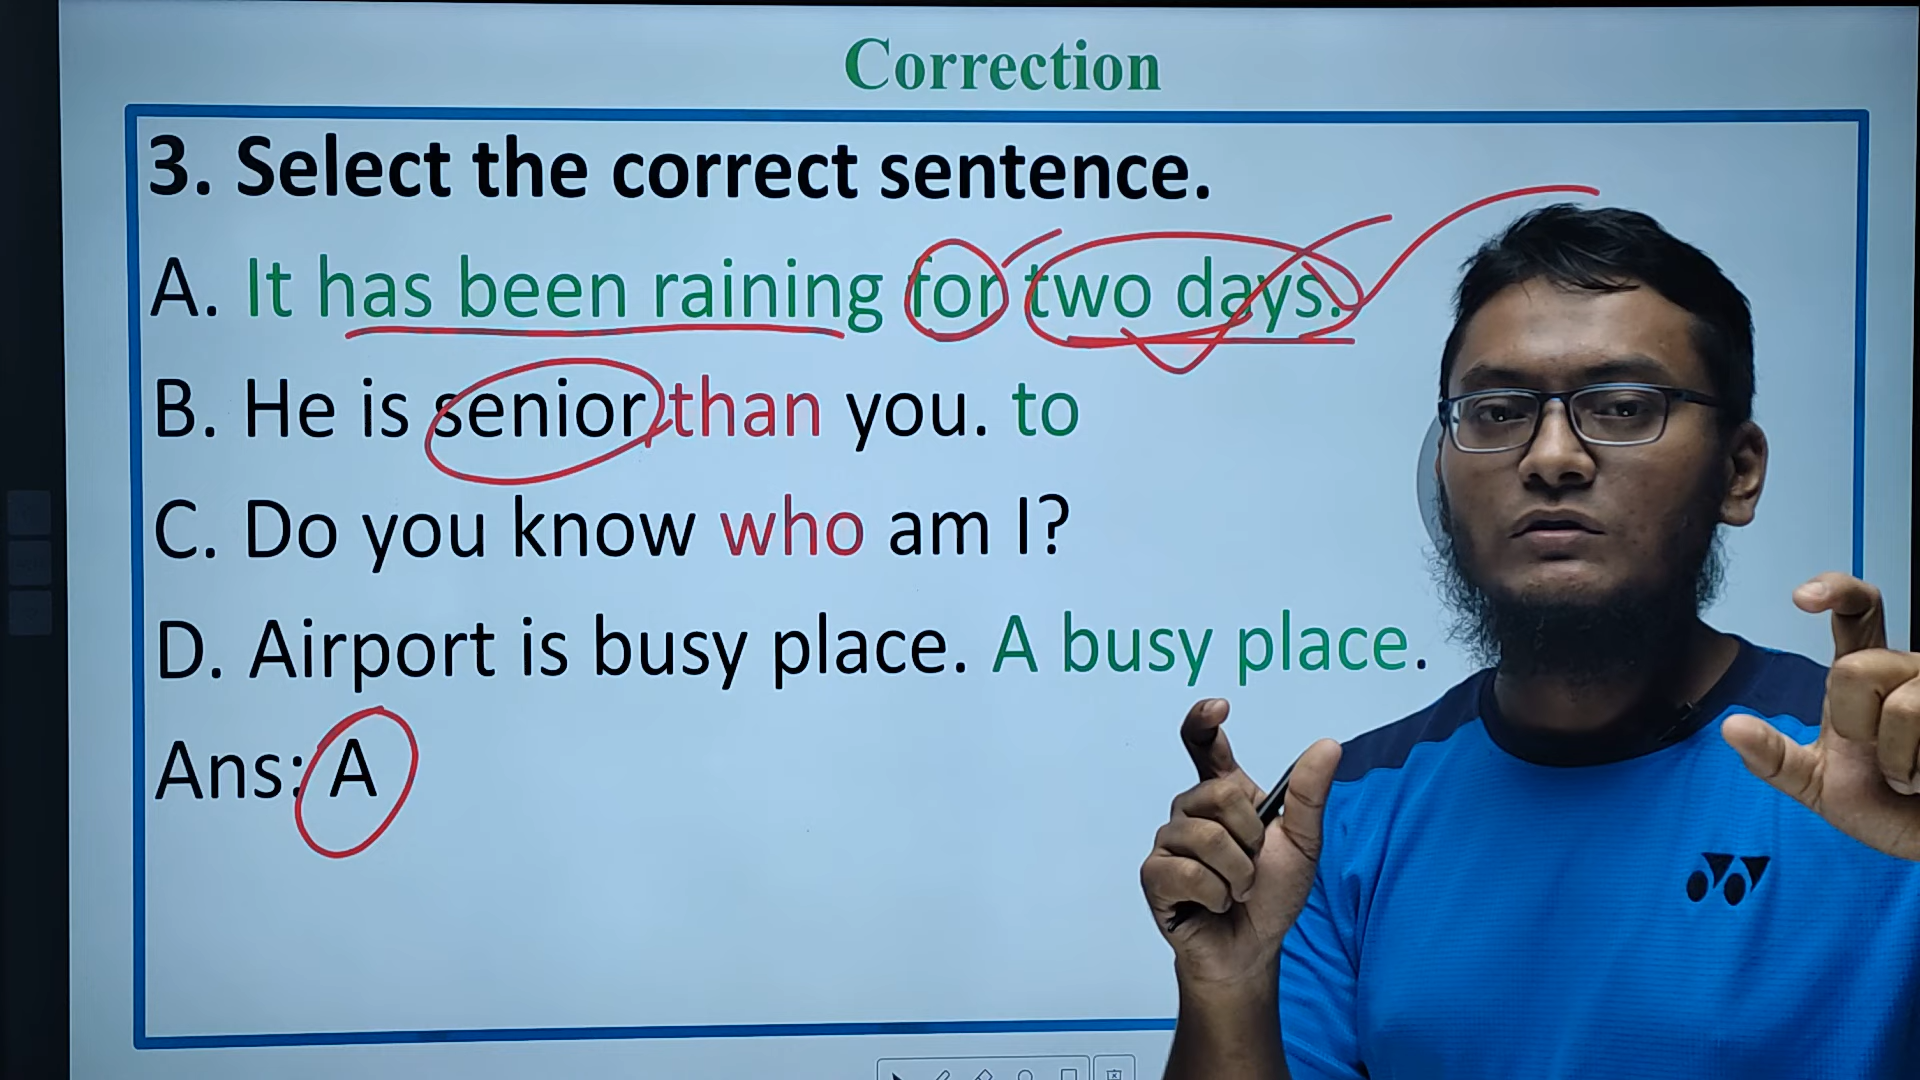 Correction
3. Select the correct sentence.
A. It has been raining for two days.
B. He is senior than you. to
C. Do you know who am I?
D. Airport is busy place. A busy place.
Ans: A